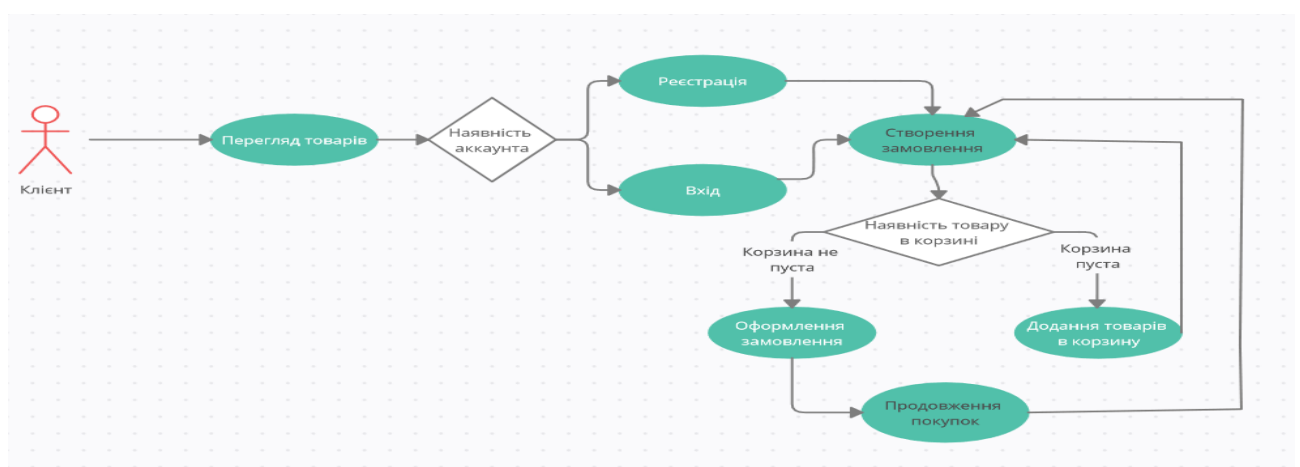 Клієнт
Перегляд товарів
Наявність
аккаунта
Реєстрація
Вхід
Створення
замовлення
Наявність товару
в корзині
Корзина не
пуста
Корзина
пуста
Оформлення
замовлення
Додання товарів
в корзину
Продовження
покупок